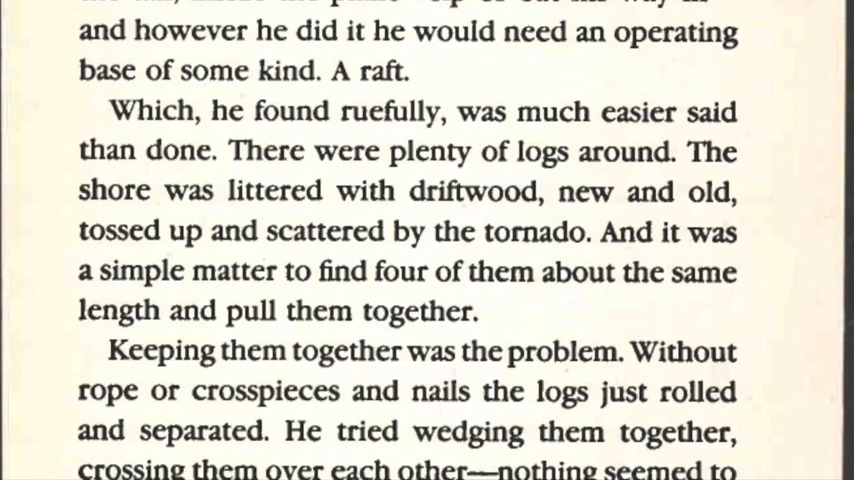 and however he did it he would need an operating
base of some kind. A raft.
Which, he found ruefully, was much easier said
than done. There were plenty of logs around. The
shore was littered with driftwood, new and old,
tossed up and scattered by the tornado. And it was
a simple matter to find four of them about the same
length and pull them together.
Keeping them together was the problem. Without
rope or crosspieces and nails the logs just rolled
and separated. He tried wedging them together,
crossing them over each other—nothing seemed to